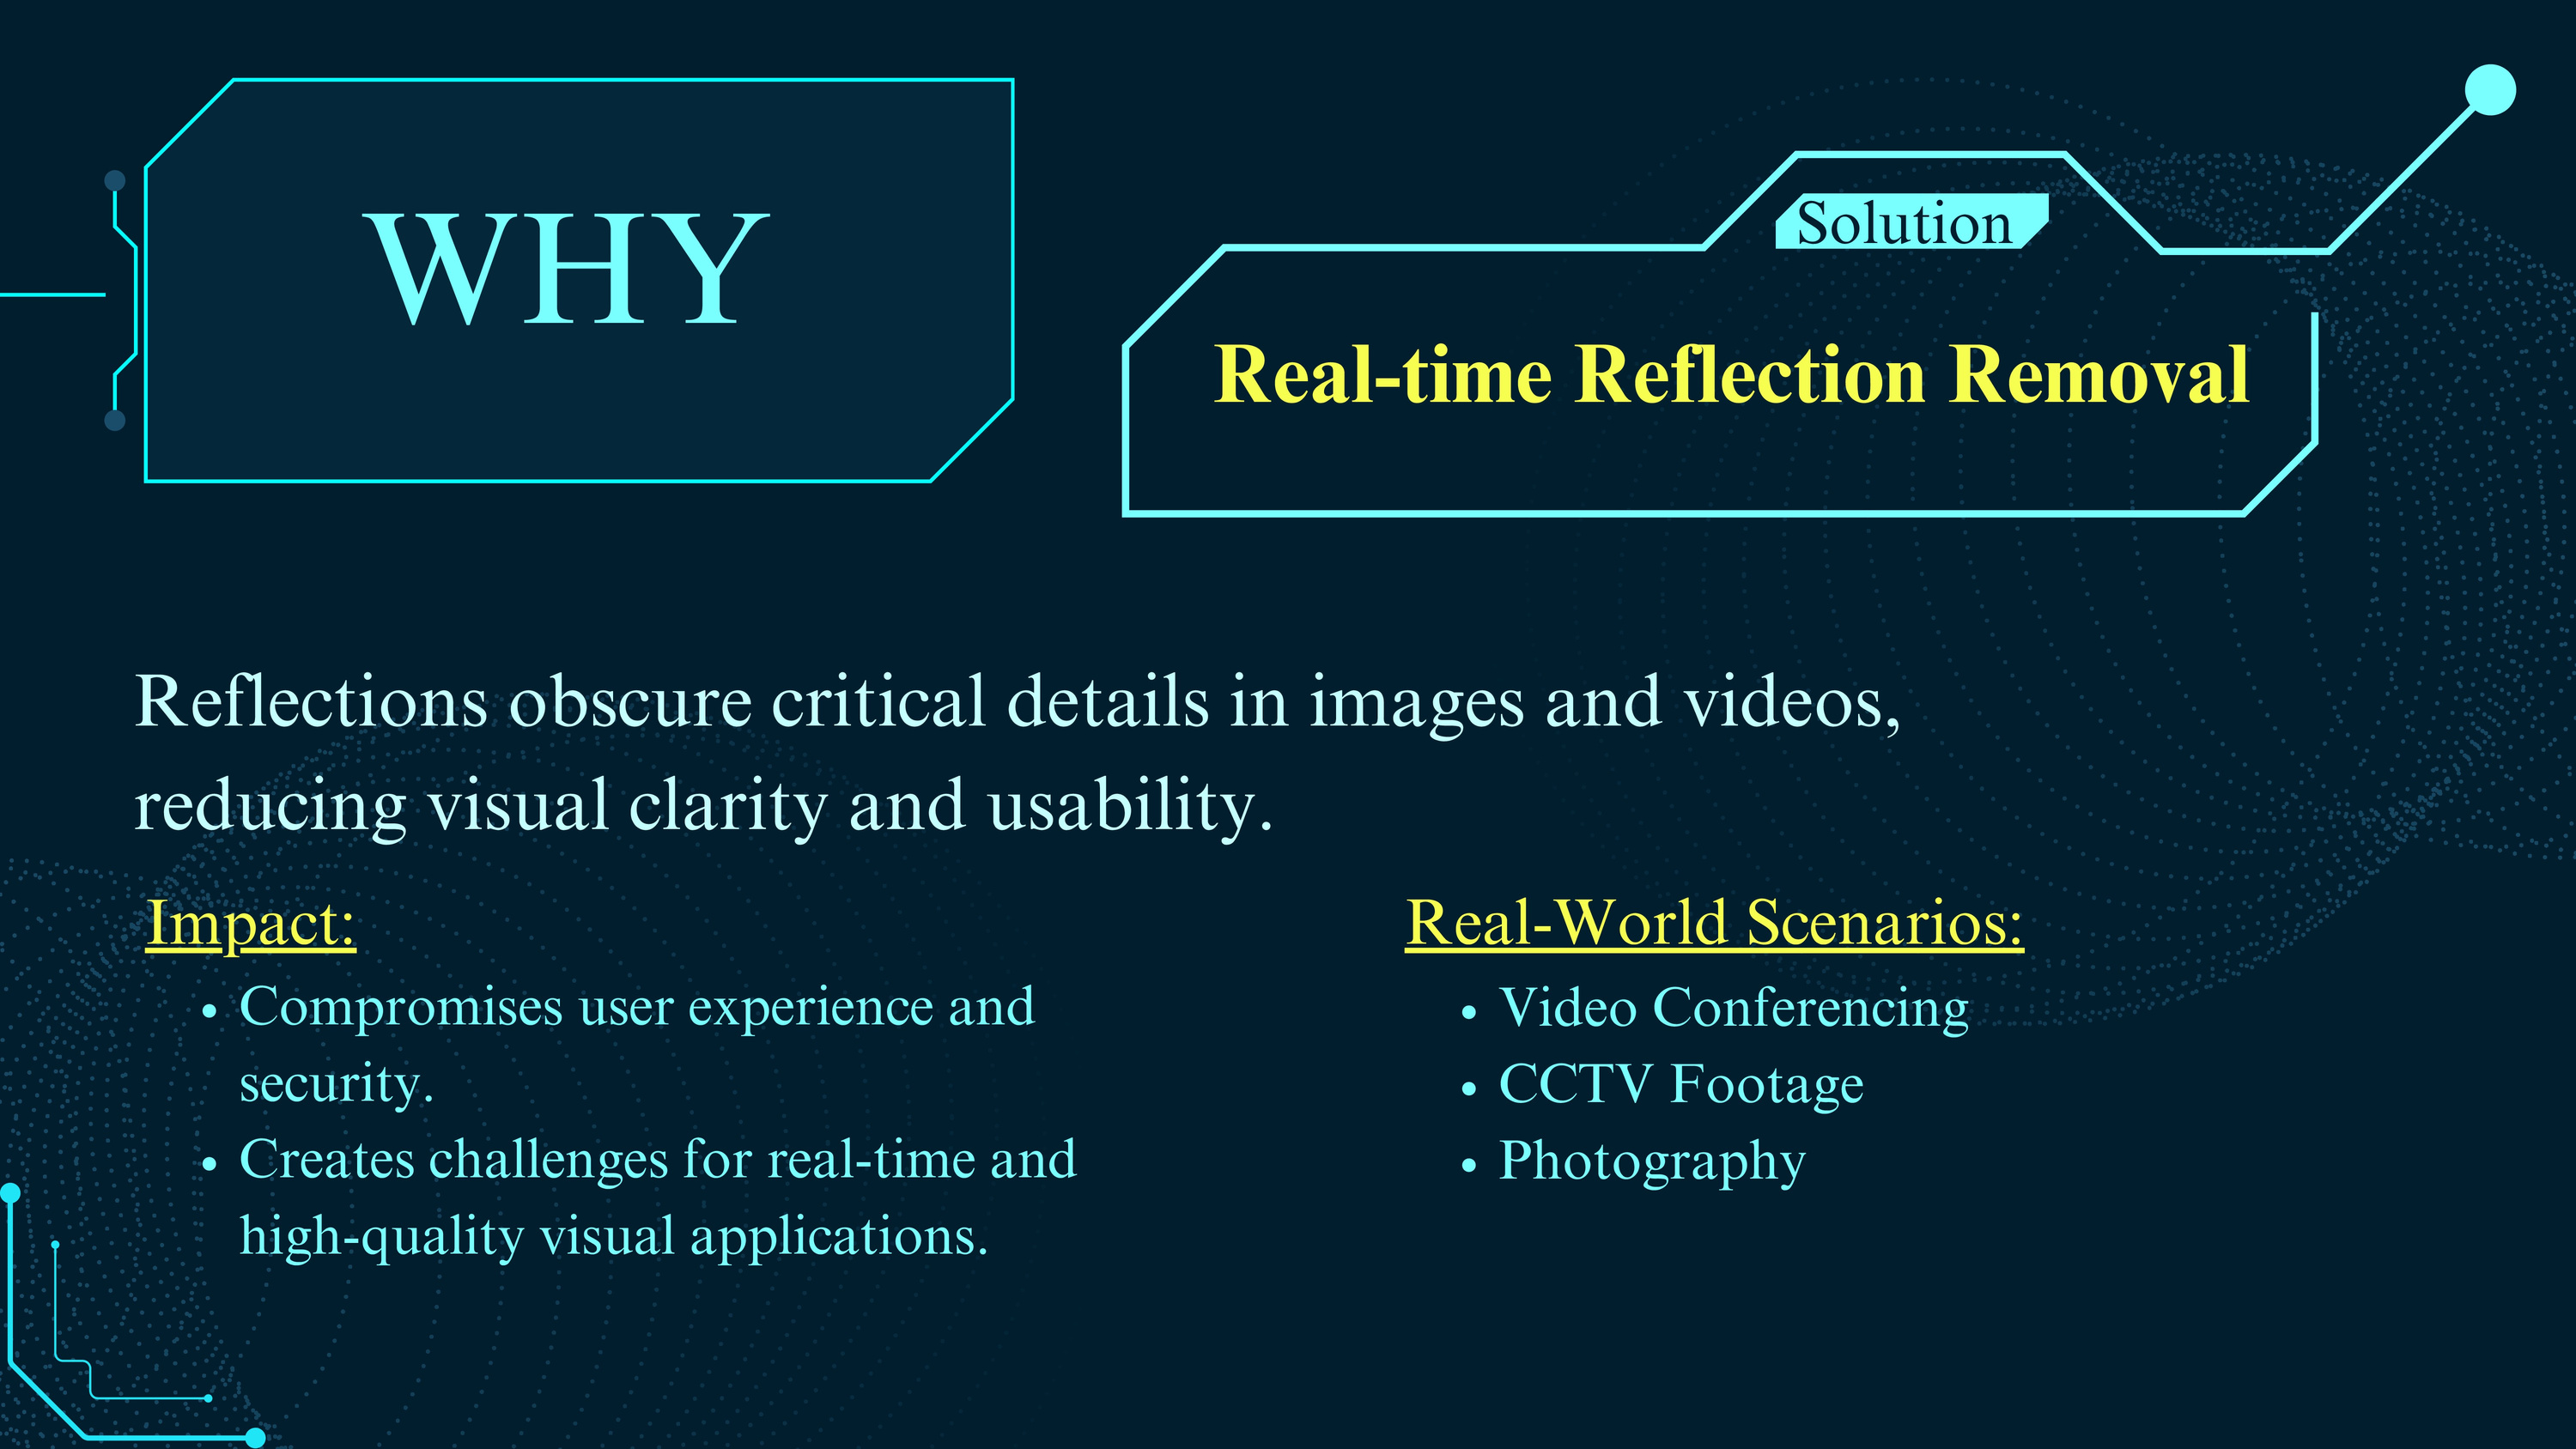 WHY
Solution
Real-time Reflection Removal
Reflections obscure critical details in images and videos,
reducing visual clarity and usability.
Impact:
• Compromises user experience and
security.
• Creates challenges for real-time and
high-quality visual applications.
Real-World Scenarios:
• Video Conferencing
• CCTV Footage
• Photography